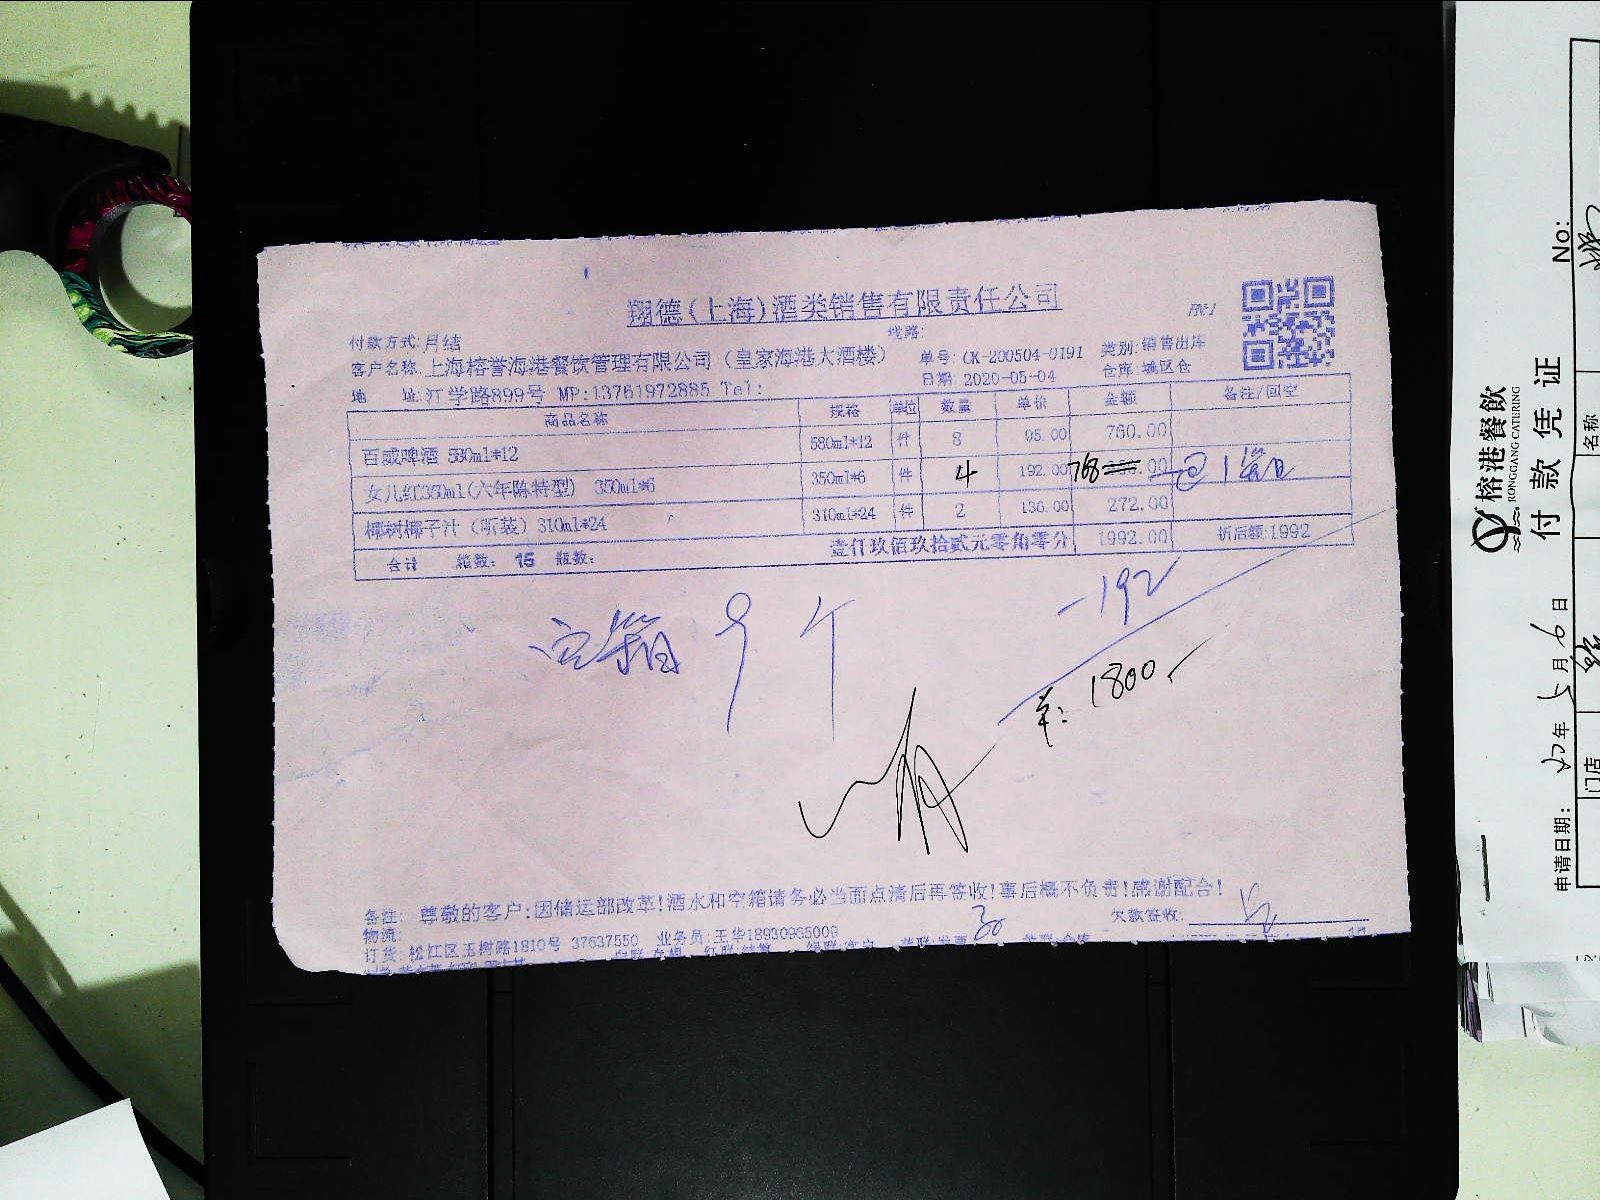 翔德(上海)酒类销售有限责任公司
付款方式:月结
线路:
客户名称:上海榕誉海港餐饮管理有限公司（皇家海港大酒楼）
单号:CK-200504-0191 类别:销售出库
日期:2020-05-04 仓库:城区仓
地 址:江学路899号 MP:13761972885 Tel:
商品名称 规格 单位 数量 单价 金额 备注/回空
百威啤酒 580ml*12 580ml*12 件 8 95.00 760.00
女儿红350ml(六年陈特型) 350ml*6 350ml*6 件 4 192.00 768 .00
椰树椰子汁（听装）310ml*24 310ml*24 件 2 136.00 272.00
合计 箱数: 15 瓶数: 壹仟玖佰玖拾贰元零角零分 1992.00 折后额:1992
-192
空箱 9 个
1800.-
备注: 尊敬的客户:因储运部改革!酒水和空箱请务必当面点清后再签收!事后概不负责!感谢配合!
物流:
欠款签收:
订货:松江区玉树路1810号 37637550 业务员:王华18930965009
榕港餐飲
RONGGANG CATERING
付款凭证
No:
申请日期: 20年 5月 9日
门店
名称